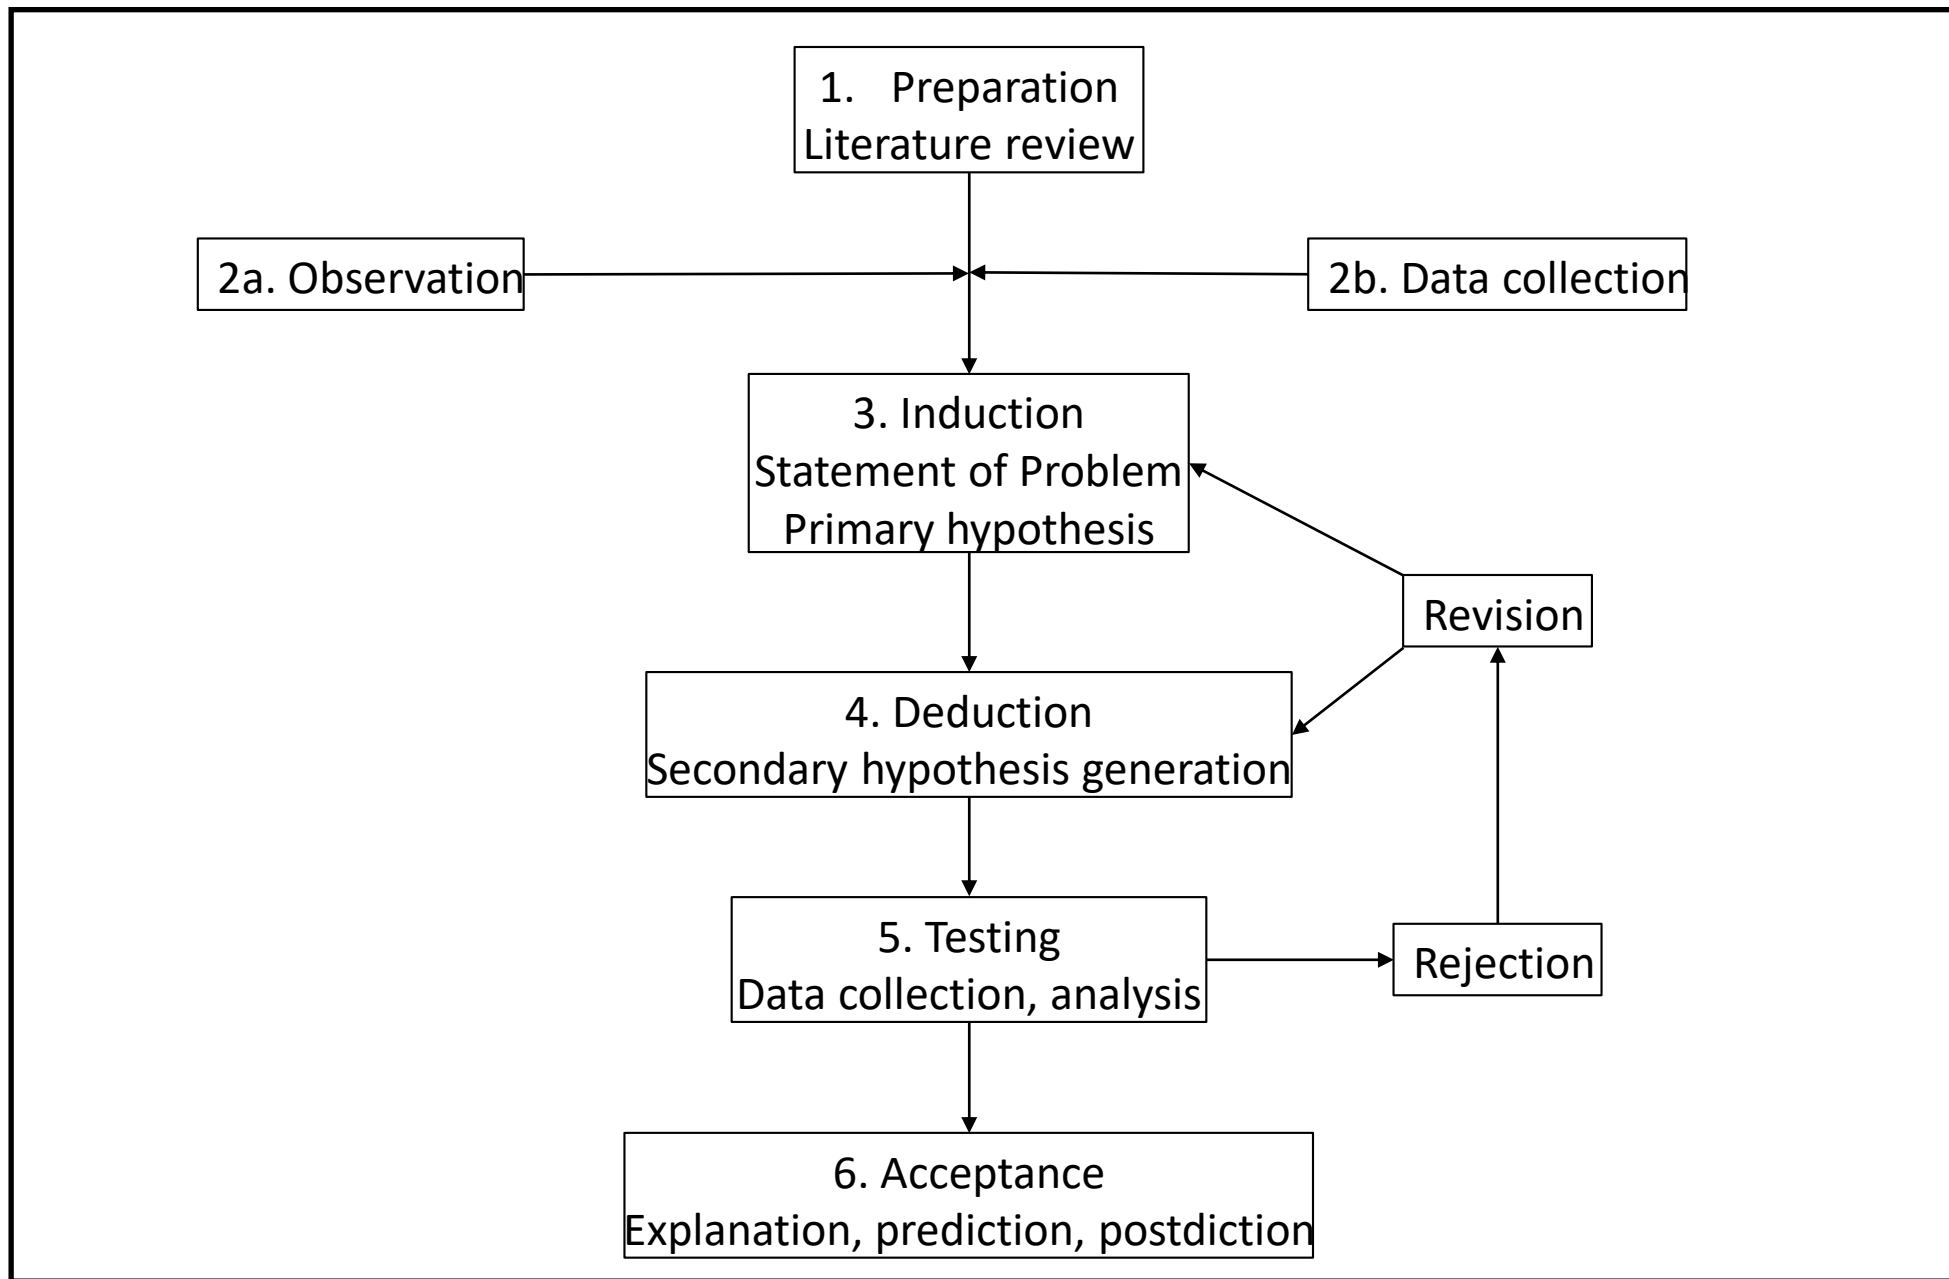 1. Preparation
Literature review
2a. Observation
2b. Data collection
3. Induction
Statement of Problem
Primary hypothesis
Revision
4. Deduction
Secondary hypothesis generation
5. Testing
Data collection, analysis
Rejection
6. Acceptance
Explanation, prediction, postdiction